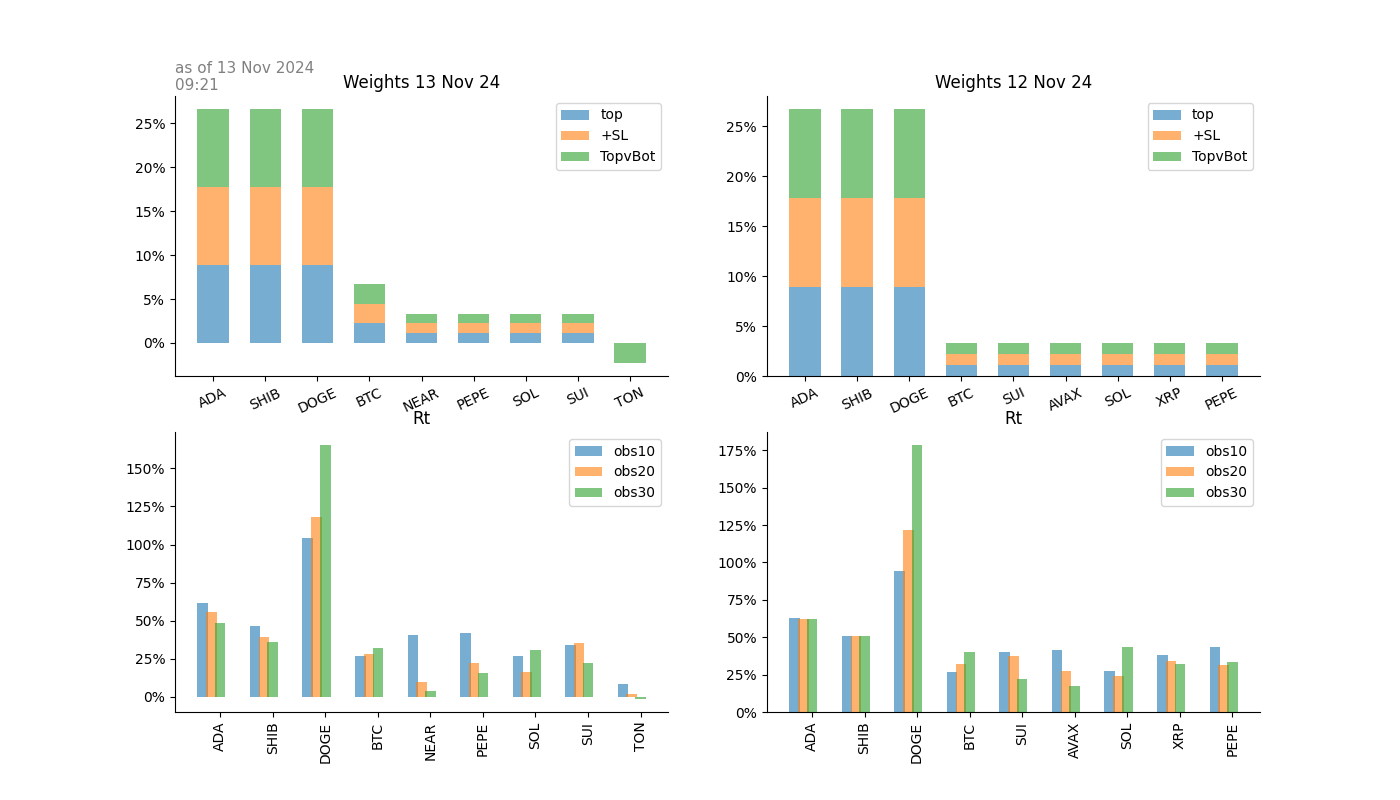 as of 13 Nov 2024
09:21
Weights 13 Nov 24
25%
20%
15%
10%
5%
0%
top
+SL
TopvBot
ADA
SHIB
DOGE
BTC
NEAR
PEPE
SOL
SUI
TON
Weights 12 Nov 24
25%
20%
15%
10%
5%
0%
top
+SL
TopvBot
ADA
SHIB
DOGE
BTC
SUI
AVAX
SOL
XRP
PEPE
Rt
150%
125%
100%
75%
50%
25%
0%
obs10
obs20
obs30
ADA
SHIB
DOGE
BTC
NEAR
PEPE
SOL
SUI
TON
Rt
175%
150%
125%
100%
75%
50%
25%
0%
obs10
obs20
obs30
ADA
SHIB
DOGE
BTC
SUI
AVAX
SOL
XRP
PEPE